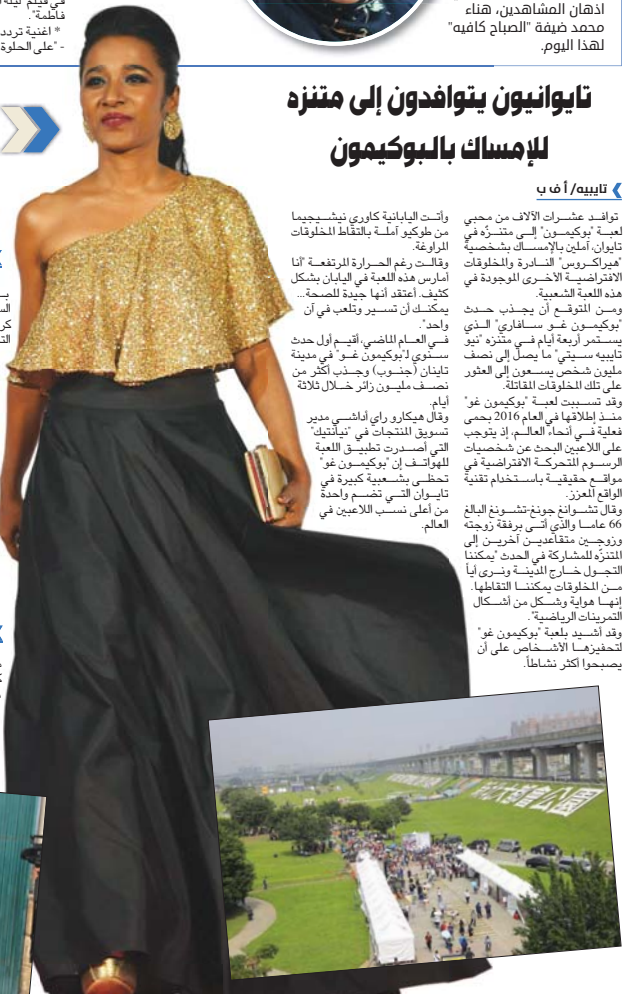 في فيلم "ليلة
فاطمة".
* اغنية تردد
- "على الحلوة
اذهان المشاهدين، هناء
محمد ضيفة "الصباح كافيه"
لهذا اليوم.
تايوانيون يتوافدون إلى متنزه
للإمساك بالبوكيمون
تايبيه/ أ ف ب
توافد عشرات الآلاف من محبي
لعبة "بوكيمون" إلى متنزّه في
تايوان، آملين بالإمساك بشخصية
"هيراكروس" النادرة والمخلوقات
الافتراضية الأخرى الموجودة في
هذه اللعبة الشعبية.
ومن المتوقع أن يجذب حدث
"بوكيمون غو سافاري" الذي
يستمر أربعة أيام في متنزه "نيو
تايبيه سيتي" ما يصل إلى نصف
مليون شخص يسعون إلى العثور
على تلك المخلوقات المقاتلة.
وقد تسببت لعبة "بوكيمون غو"
منذ إطلاقها في العام 2016 بحمى
فعلية في أنحاء العالم، إذ يتوجب
على اللاعبين البحث عن شخصيات
الرسوم المتحركة الافتراضية في
مواقع حقيقية باستخدام تقنية
الواقع المعزز.
وقال تشوانغ جونغ-تشونغ البالغ
66 عاما والذي أتى برفقة زوجته
وزوجين متقاعدين آخرين إلى
المتنزّه للمشاركة في الحدث "يمكننا
التجول خارج المدينة ونرى أياً
من المخلوقات يمكننا التقاطها.
إنها هواية وشكل من أشكال
التمرينات الرياضية".
وقد أشيد بلعبة "بوكيمون غو"
لتحفيزها الأشخاص على أن
يصبحوا أكثر نشاطاً.
وأتت اليابانية كاوري نيشيجيما
من طوكيو آملة بالتقاط المخلوقات
المراوغة.
وقالت رغم الحرارة المرتفعة "أنا
أمارس هذه اللعبة في اليابان بشكل
كثيف. أعتقد أنها جيدة للصحة...
يمكنك أن تسير وتلعب في آن
واحد".
في العام الماضي، أقيم أول حدث
سنوي لـ"بوكيمون غو" في مدينة
تاينان (جنوب) وجذب أكثر من
نصف مليون زائر خلال ثلاثة
أيام.
وقال هيكارو راي أداشي مدير
تسويق المنتجات في "نيأنتيك"
التي أصدرت تطبيق اللعبة
للهواتف إن "بوكيمون غو"
تحظى بشعبية كبيرة في
تايوان التي تضم واحدة
من أعلى نسب اللاعبين في
العالم.